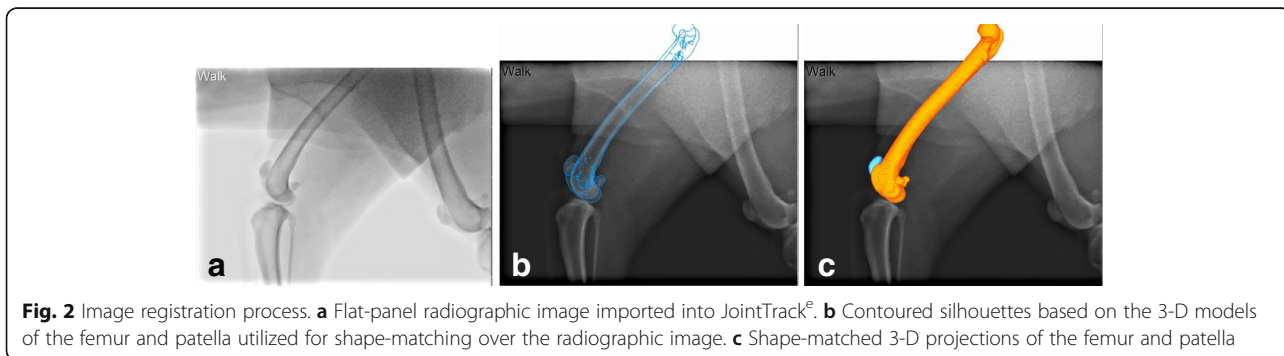 Walk
Walk
Walk
a
b
c
Fig. 2 Image registration process. a Flat-panel radiographic image imported into JointTrackᵉ. b Contoured silhouettes based on the 3-D models
of the femur and patella utilized for shape-matching over the radiographic image. c Shape-matched 3-D projections of the femur and patella